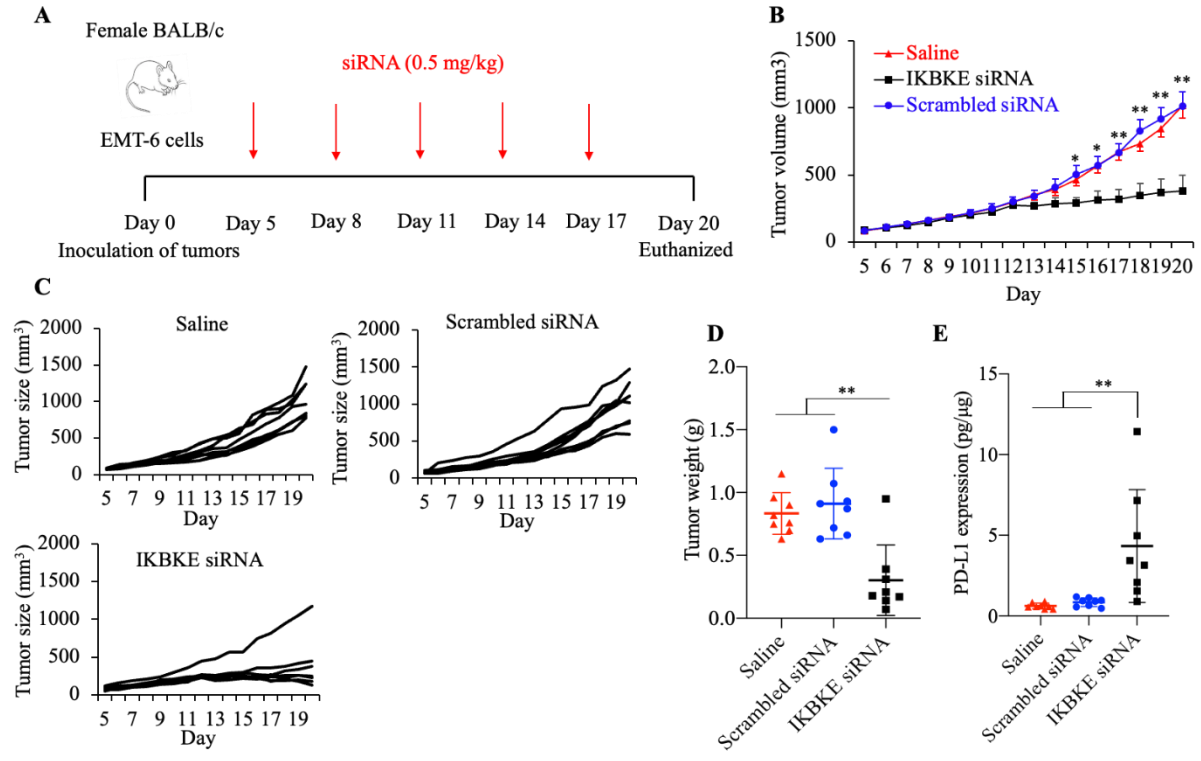 A
Female BALB/c
EMT-6 cells
siRNA (0.5 mg/kg)
Day 0
Day 5
Day 8
Day 11
Day 14
Day 17
Day 20
Inoculation of tumors
Euthanized
B
Tumor volume (mm3)
1500
1000
500
0
Saline
IKBKE siRNA
Scrambled siRNA
* * ** ** ** **
5 6 7 8 9 10 11 12 13 14 15 16 17 18 19 20
Day
C
Saline
Tumor size (mm³)
2000
1500
1000
500
0
5 7 9 11 13 15 17 19
Day
Scrambled siRNA
Tumor size (mm³)
2000
1500
1000
500
0
5 7 9 11 13 15 17 19
Day
IKBKE siRNA
Tumor size (mm³)
2000
1500
1000
500
0
5 7 9 11 13 15 17 19
Day
D
Tumor weight (g)
2.0
1.5
1.0
0.5
0.0
**
Saline
Scrambled siRNA
IKBKE siRNA
E
PD-L1 expression (pg/μg)
15
10
5
0
**
Saline
Scrambled siRNA
IKBKE siRNA